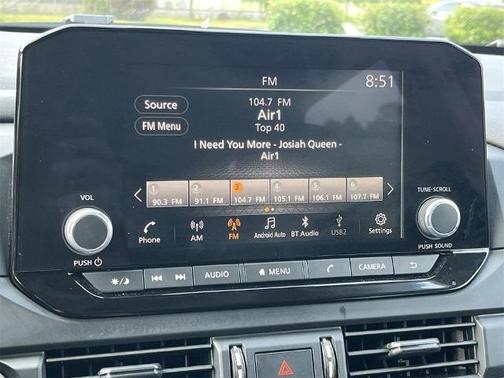 FM
8:51
Source
FM Menu
104.7 FM
Air1
Top 40
I Need You More - Josiah Queen -
Air1
1 2 3 4 5 6
90.3 FM 91.1 FM 104.7 FM 105.1 FM 106.1 FM 107.7 FM
Phone AM FM Android Auto BT Audio USB2 Settings
VOL
PUSH
TUNE-SCROLL
PUSH SOUND
AUDIO MENU CAMERA